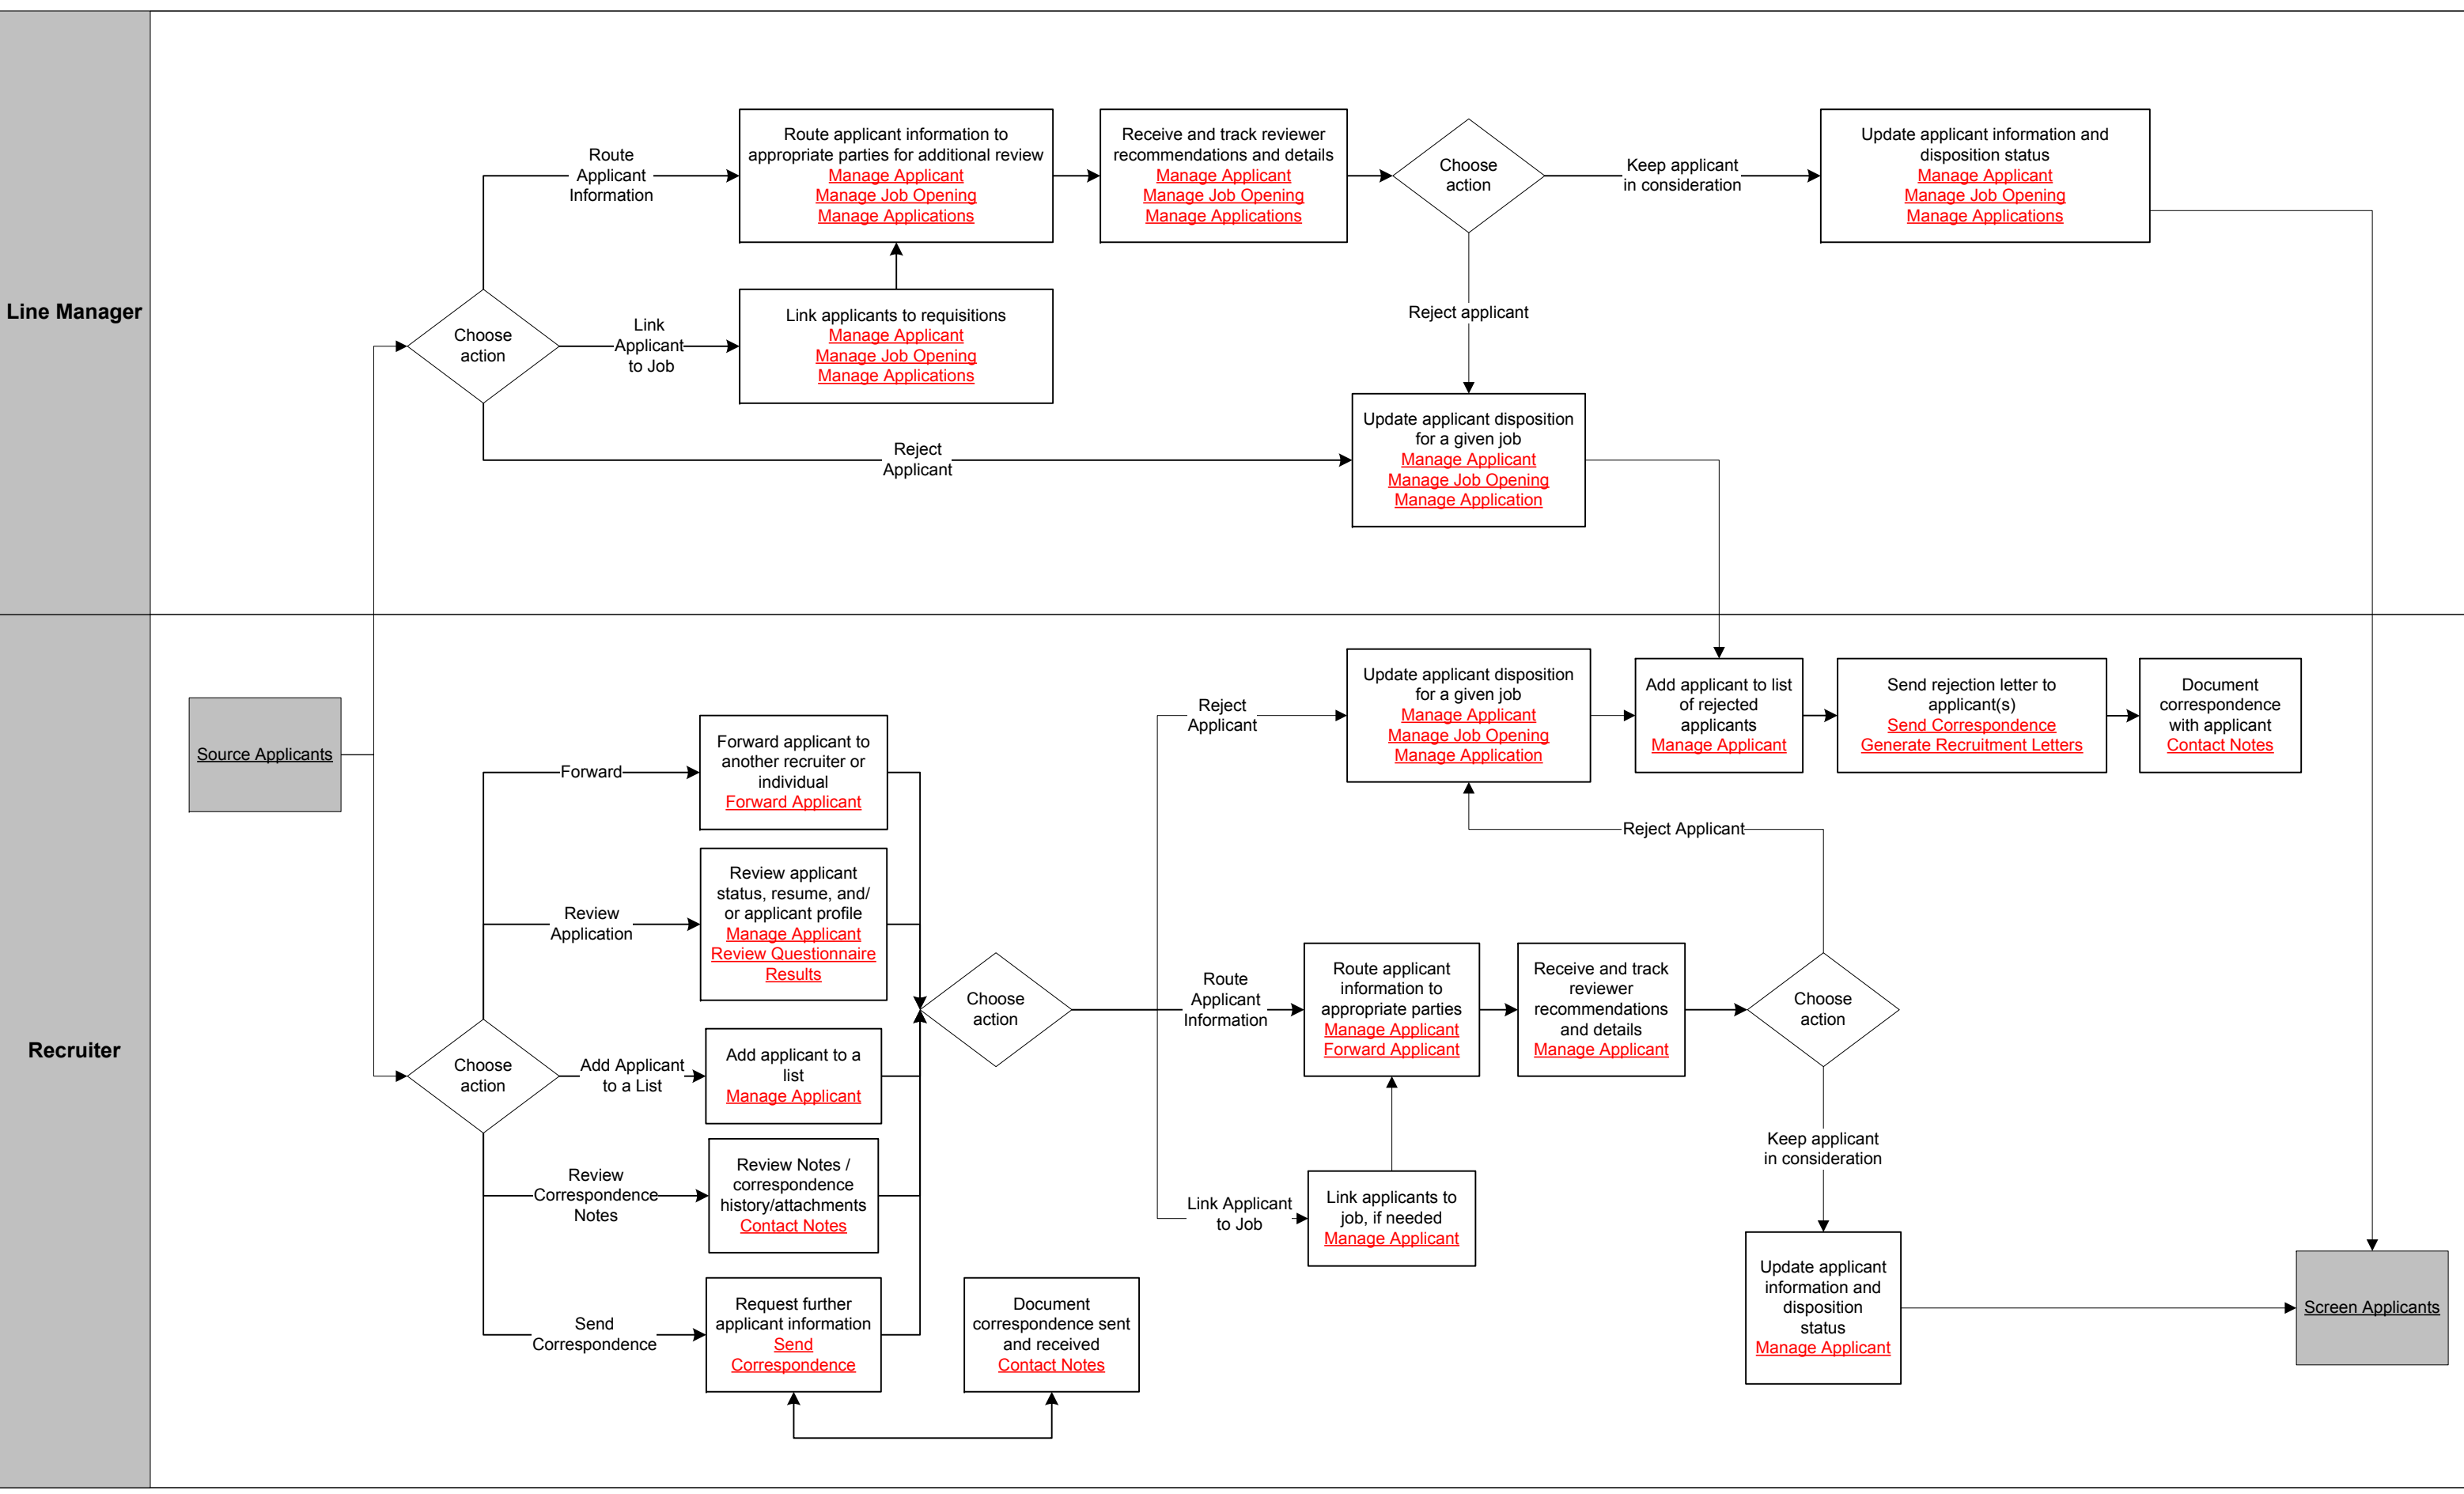 Line Manager
Choose
action
Route
Applicant
Information
Link
Applicant
to Job
Reject
Applicant
Route applicant information to
appropriate parties for additional review
Manage Applicant
Manage Job Opening
Manage Applications
Link applicants to requisitions
Manage Applicant
Manage Job Opening
Manage Applications
Receive and track reviewer
recommendations and details
Manage Applicant
Manage Job Opening
Manage Applications
Choose
action
Keep applicant
in consideration
Reject applicant
Update applicant information and
disposition status
Manage Applicant
Manage Job Opening
Manage Applications
Update applicant disposition
for a given job
Manage Applicant
Manage Job Opening
Manage Application
Recruiter
Source Applicants
Choose
action
Forward
Review
Application
Add Applicant
to a List
Review
Correspondence
Notes
Send
Correspondence
Forward applicant to
another recruiter or
individual
Forward Applicant
Review applicant
status, resume, and/
or applicant profile
Manage Applicant
Review Questionnaire
Results
Add applicant to a
list
Manage Applicant
Review Notes /
correspondence
history/attachments
Contact Notes
Request further
applicant information
Send
Correspondence
Document
correspondence sent
and received
Contact Notes
Choose
action
Reject
Applicant
Route
Applicant
Information
Link Applicant
to Job
Update applicant disposition
for a given job
Manage Applicant
Manage Job Opening
Manage Application
Add applicant to list
of rejected
applicants
Manage Applicant
Send rejection letter to
applicant(s)
Send Correspondence
Generate Recruitment Letters
Document
correspondence
with applicant
Contact Notes
Reject Applicant
Route applicant
information to
appropriate parties
Manage Applicant
Forward Applicant
Receive and track
reviewer
recommendations
and details
Manage Applicant
Choose
action
Link applicants to
job, if needed
Manage Applicant
Keep applicant
in consideration
Update applicant
information and
disposition
status
Manage Applicant
Screen Applicants